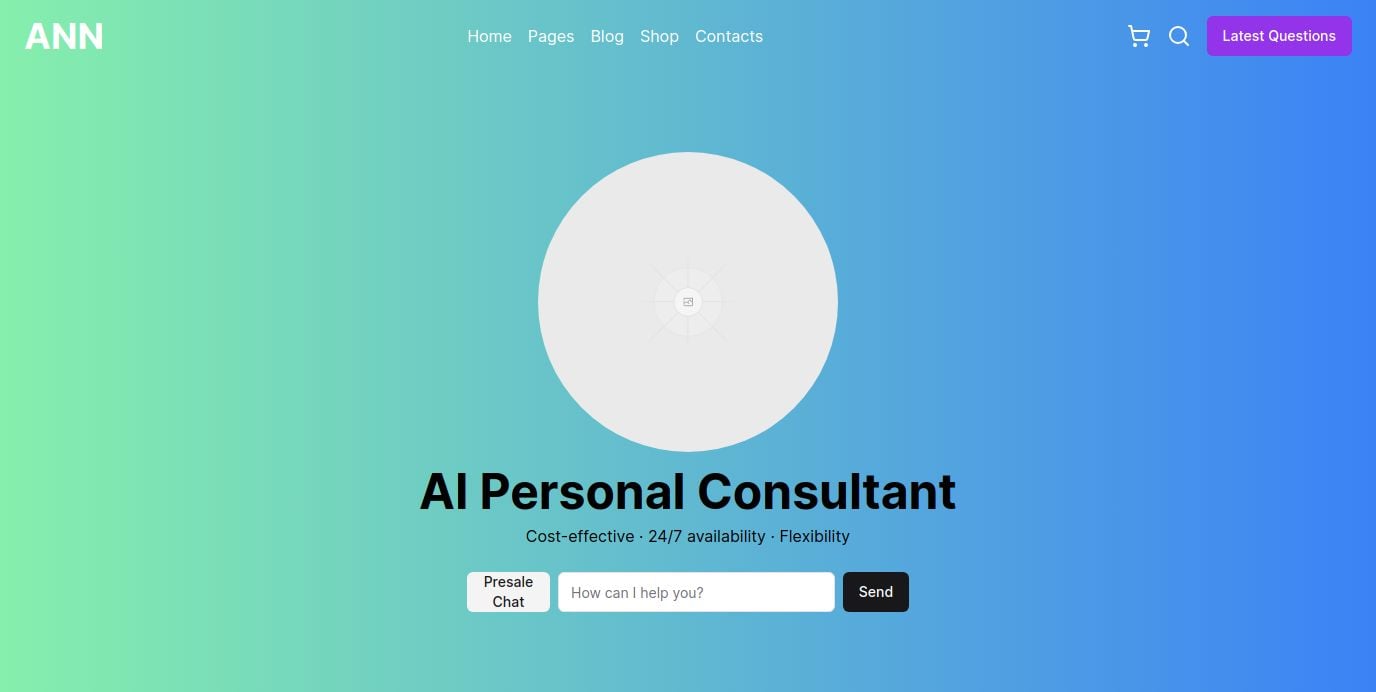 ANN
Home Pages Blog Shop Contacts
Latest Questions
AI Personal Consultant
Cost-effective · 24/7 availability · Flexibility
Presale
Chat
How can I help you?
Send